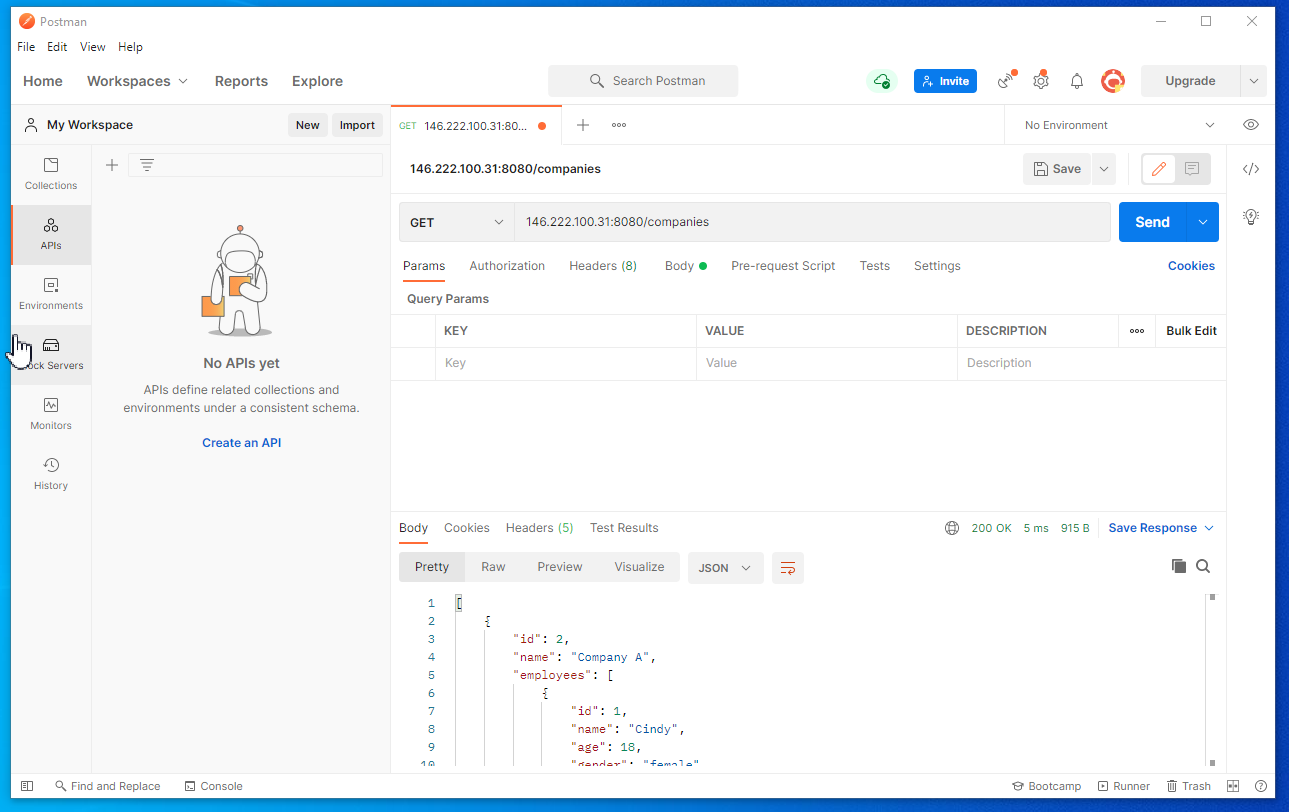 Postman
File Edit View Help
Home Workspaces Reports Explore Search Postman Invite Upgrade
My Workspace New Import GET 146.222.100.31:80... No Environment
Collections
APIs
Environments
ock Servers
Monitors
History
No APIs yet
APIs define related collections and
environments under a consistent schema.
Create an API
146.222.100.31:8080/companies Save
GET 146.222.100.31:8080/companies Send
Params Authorization Headers (8) Body Pre-request Script Tests Settings Cookies
Query Params
KEY VALUE DESCRIPTION Bulk Edit
Key Value Description
Body Cookies Headers (5) Test Results 200 OK 5 ms 915 B Save Response
Pretty Raw Preview Visualize JSON
1 [
2 {
3 "id": 2,
4 "name": "Company A",
5 "employees": [
6 {
7 "id": 1,
8 "name": "Cindy",
9 "age": 18,
10 "gender": "female"
Find and Replace Console Bootcamp Runner Trash